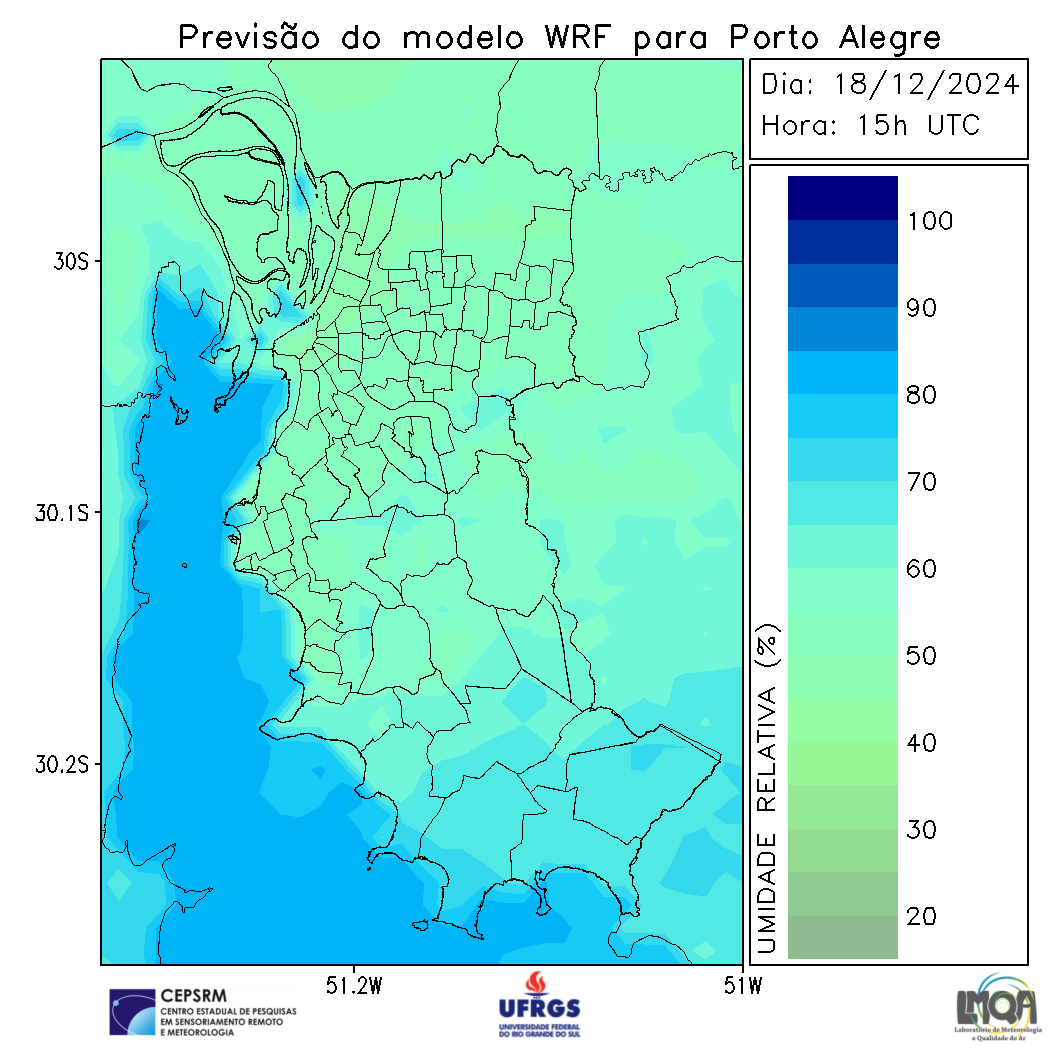 Previsão do modelo WRF para Porto Alegre
Dia: 18/12/2024
Hora: 15h UTC
30S
30.1S
30.2S
51.2W
51W
UMIDADE RELATIVA (%)
100
90
80
70
60
50
40
30
20
CEPSRM
CENTRO ESTADUAL DE PESQUISAS
EM SENSORIAMENTO REMOTO
E METEOROLOGIA
UFRGS
UNIVERSIDADE FEDERAL
DO RIO GRANDE DO SUL
LMQA
Laboratório de Meteorologia
e Qualidade do Ar